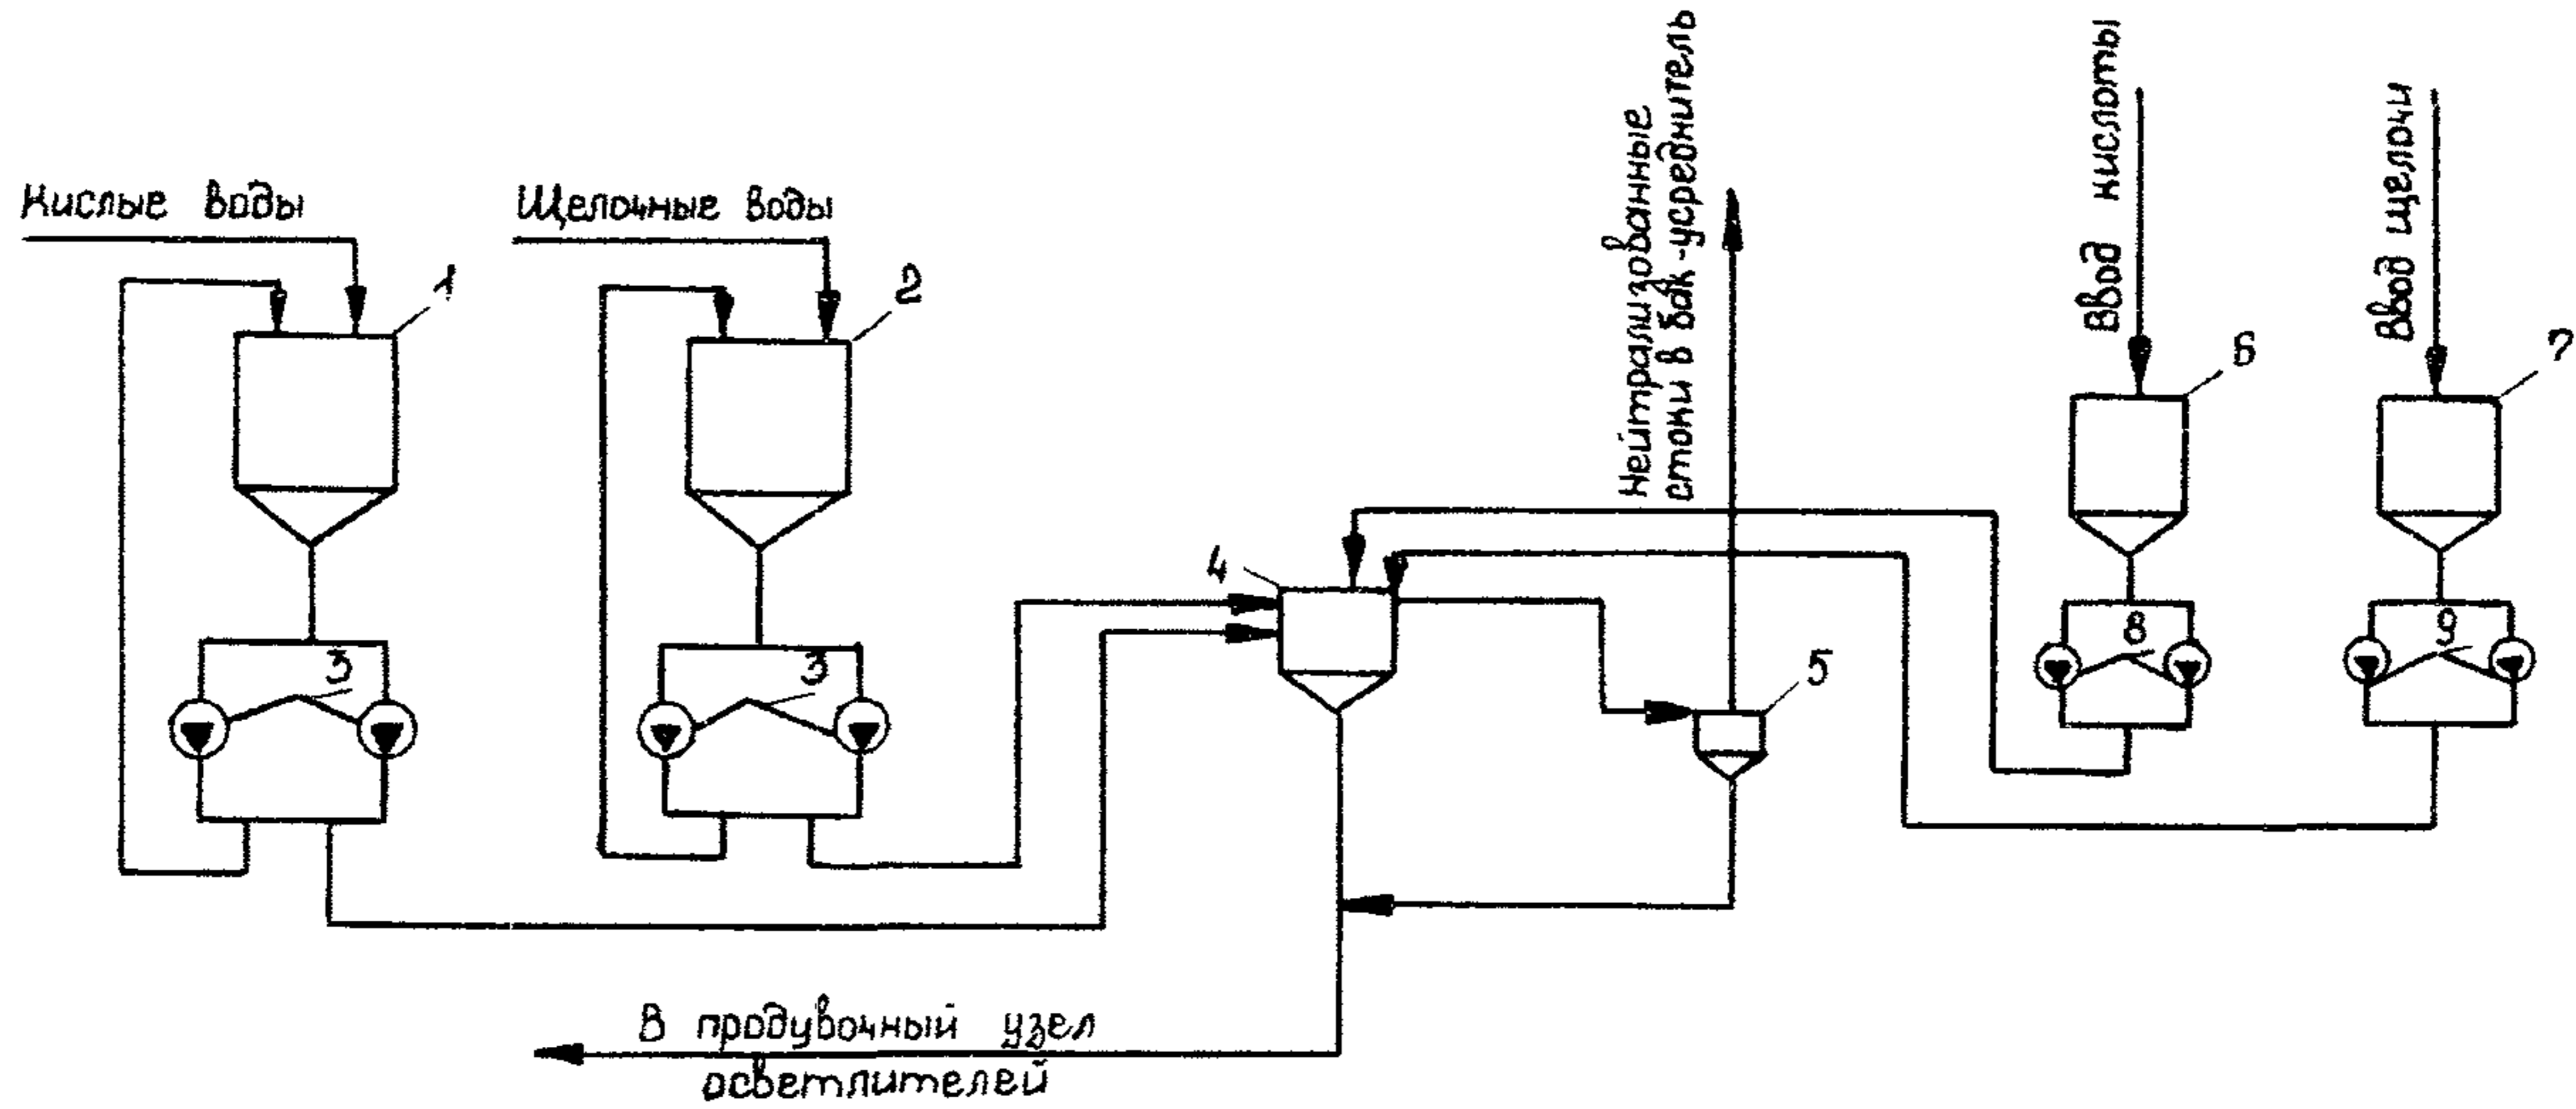 Кислые воды
Щелочные воды
Нейтрализованные
стоки в бак-усреднитель
Ввод кислоты
Ввод щелочи
1
2
6
7
3
3
4
5
8
9
В продувочный узел
осветлителей